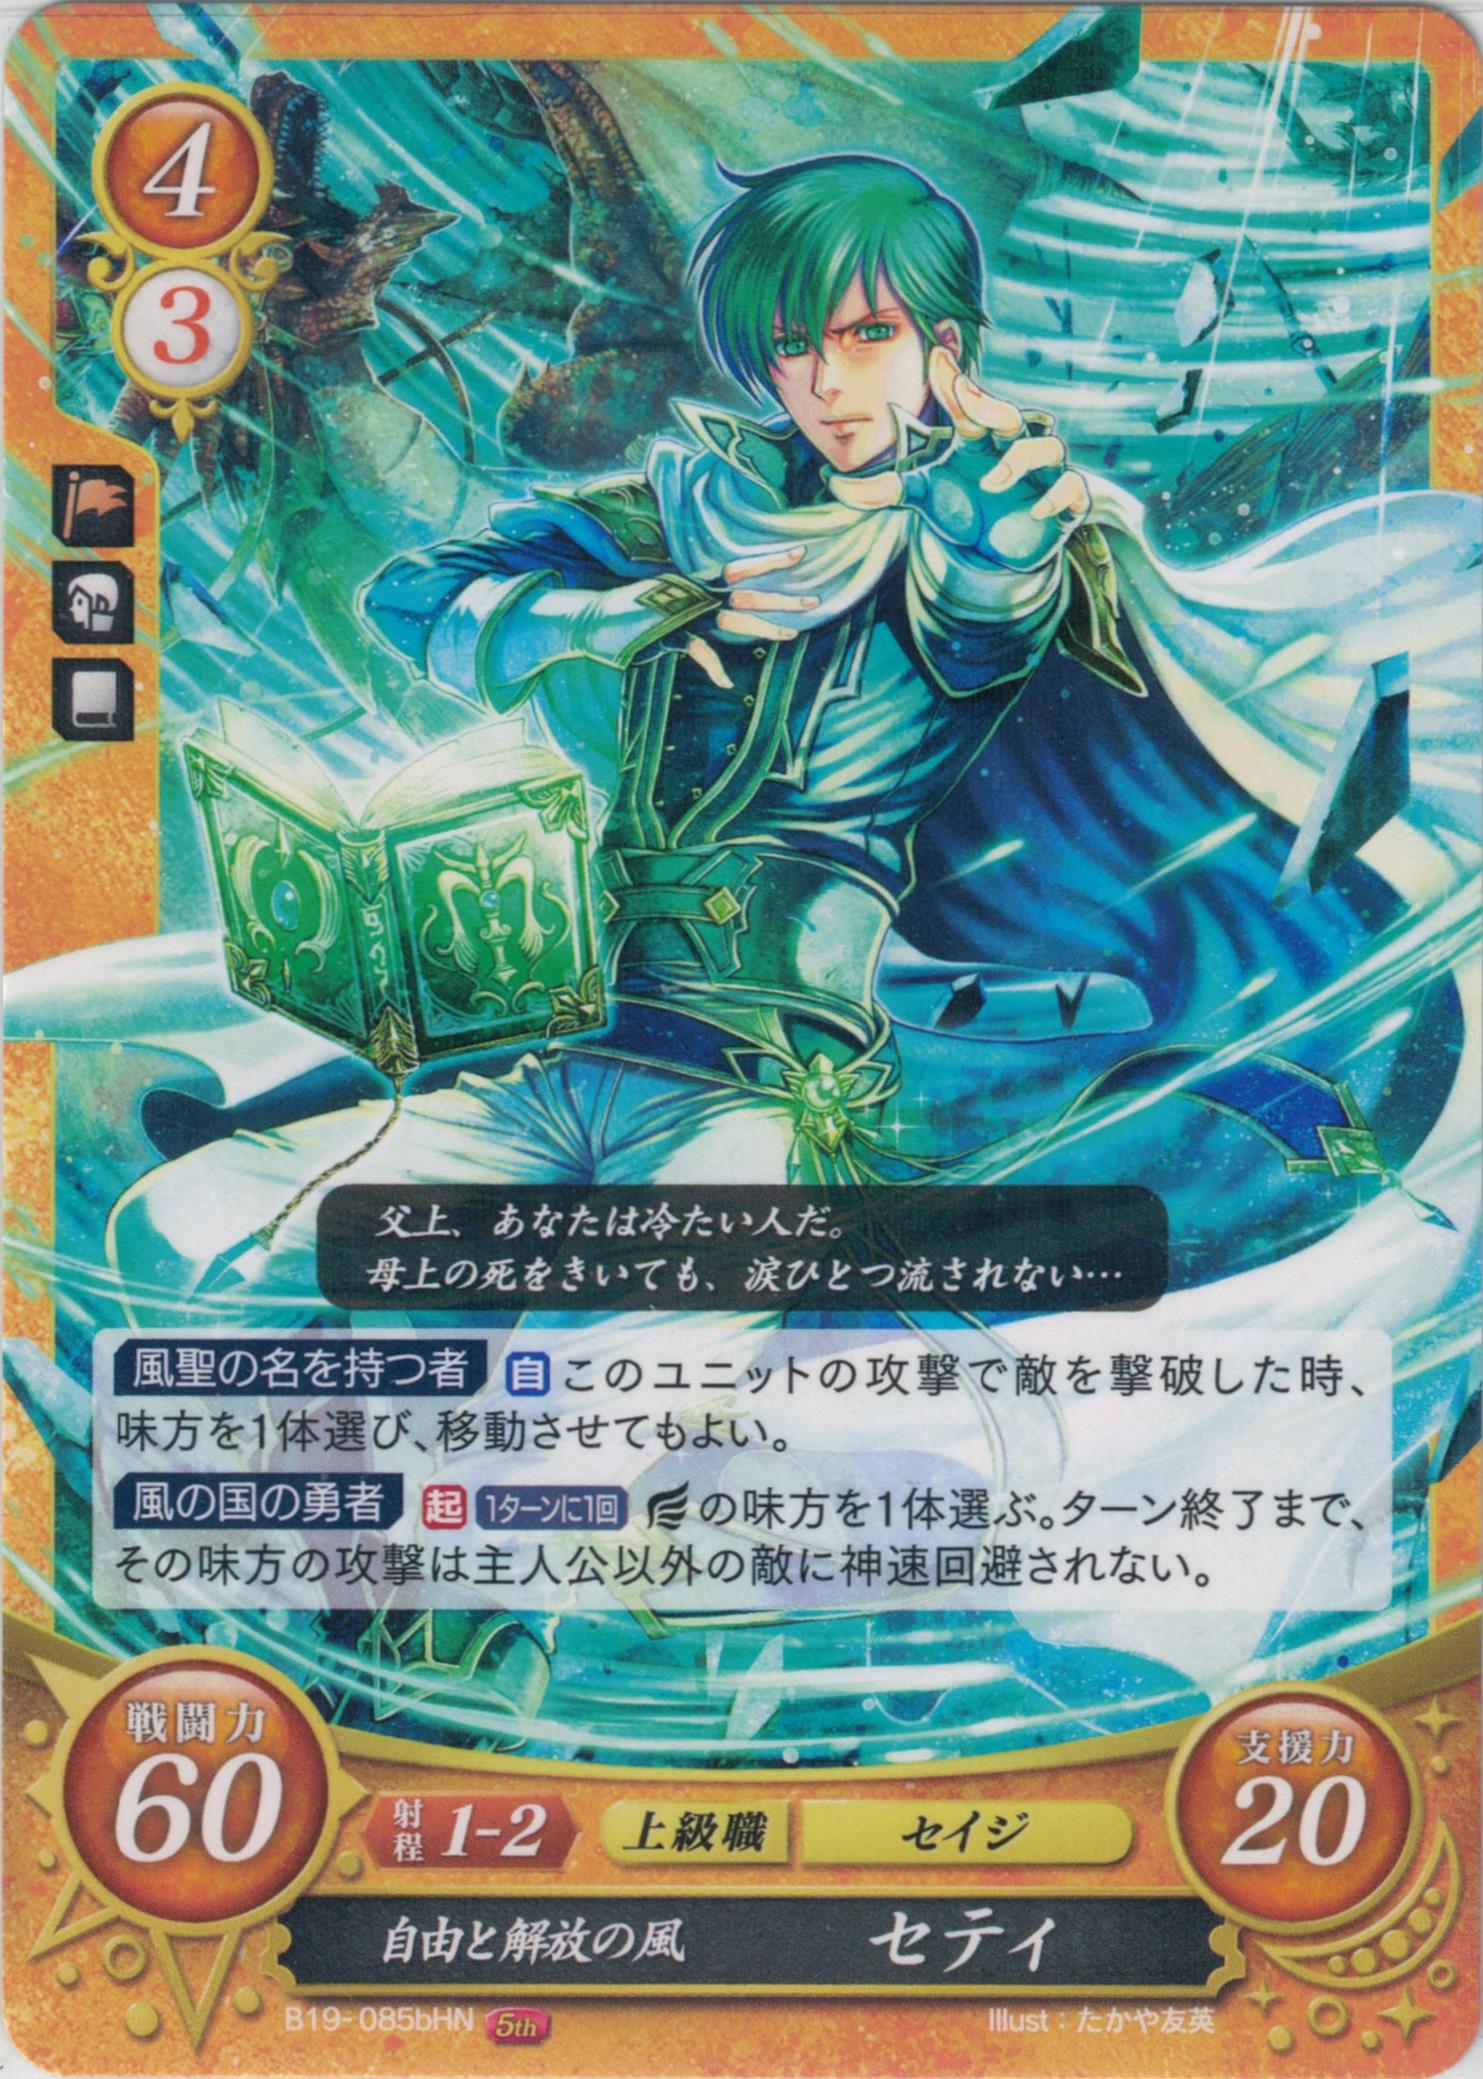 4
3
父上、あなたは冷たい人だ。
母上の死をきいても、涙ひとつ流されない…
風聖の名を持つ者 自 このユニットの攻撃で敵を撃破した時、
味方を1体選び、移動させてもよい。
風の国の勇者 起 1ターンに1回 の味方を1体選ぶ。ターン終了まで、
その味方の攻撃は主人公以外の敵に神速回避されない。
戦闘力
60
射程 1-2
上級職
セイジ
支援力
20
自由と解放の風 セティ
B19-085bHN 5th
Illust：たかや友英